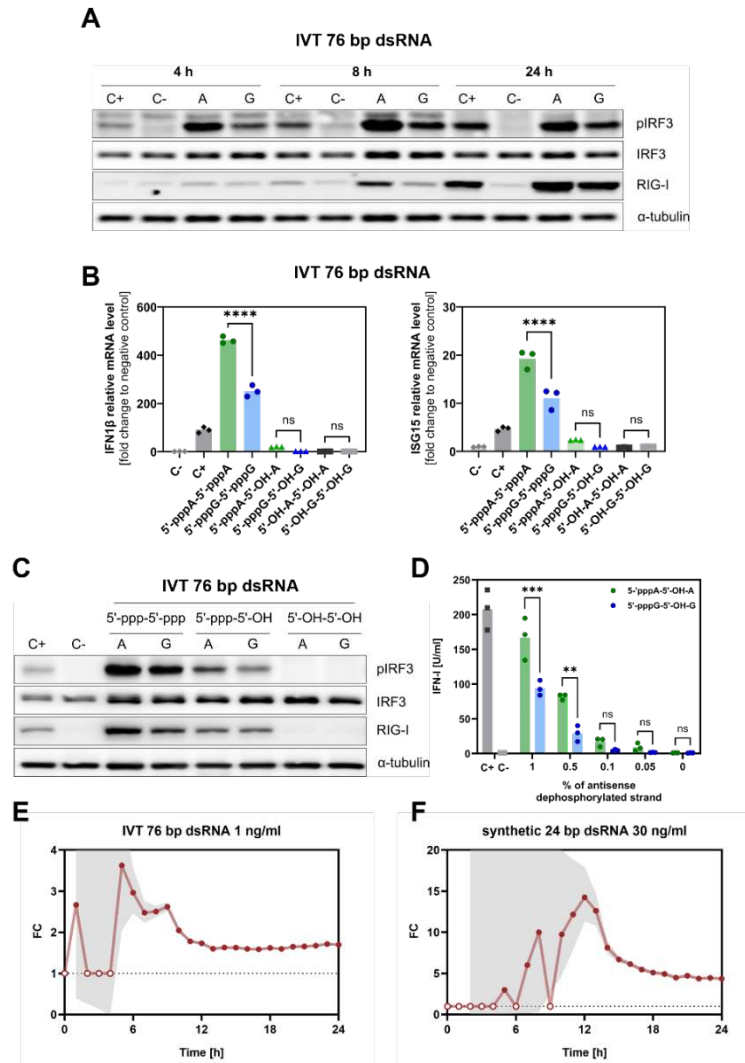 A
IVT 76 bp dsRNA
4 h 8 h 24 h
C+ C- A G C+ C- A G C+ C- A G
pIRF3
IRF3
RIG-I
α-tubulin
B
IVT 76 bp dsRNA
IFN1β relative mRNA level
[fold change to negative control]
600
400
200
0
****
ns
ns
C-
C+
5'-pppA-5'-pppA
5'-pppG-5'-pppG
5'-pppA-5'-OH-A
5'-pppG-5'-OH-G
5'-OH-A-5'-OH-A
5'-OH-G-5'-OH-G
ISG15 relative mRNA level
[fold change to negative control]
30
20
10
0
****
ns
ns
C-
C+
5'-pppA-5'-pppA
5'-pppG-5'-pppG
5'-pppA-5'-OH-A
5'-pppG-5'-OH-G
5'-OH-A-5'-OH-A
5'-OH-G-5'-OH-G
C
IVT 76 bp dsRNA
5'-ppp-5'-ppp 5'-ppp-5'-OH 5'-OH-5'-OH
C+ C- A G A G A G
pIRF3
IRF3
RIG-I
α-tubulin
D
IFN-I [U/ml]
250
200
150
100
50
0
***
**
ns
ns
ns
5-'pppA-5'-OH-A
5'-pppG-5'-OH-G
C+ C- 1 0.5 0.1 0.05 0
% of antisense
dephosphorylated strand
E
IVT 76 bp dsRNA 1 ng/ml
FC
4
3
2
1
0
0 6 12 18 24
Time [h]
F
synthetic 24 bp dsRNA 30 ng/ml
FC
20
15
10
5
0
0 6 12 18 24
Time [h]